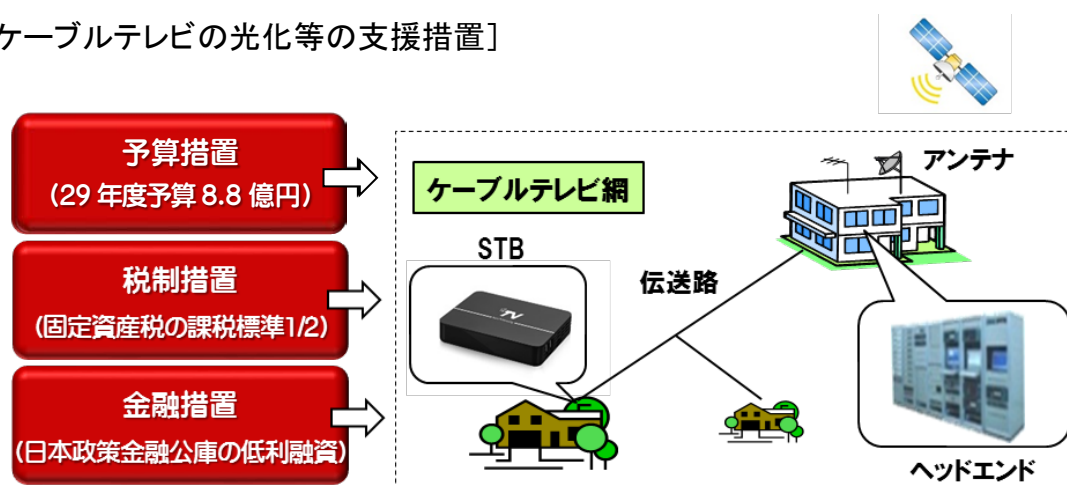 ケーブルテレビの光化等の支援措置］
予算措置
（29 年度予算 8.8 億円）
税制措置
（固定資産税の課税標準1/2）
金融措置
（日本政策金融公庫の低利融資）
ケーブルテレビ網
アンテナ
STB
TV
伝送路
ヘッドエンド